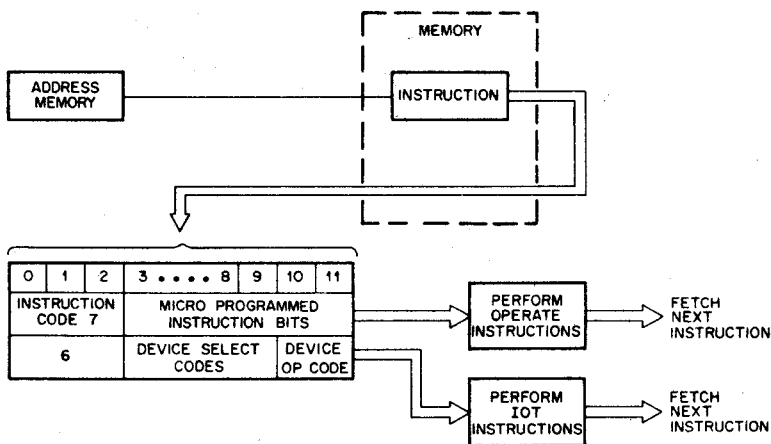 MEMORY
ADDRESS
MEMORY
INSTRUCTION
0 1 2 3 • • • • 8 9 10 11
INSTRUCTION
CODE 7
MICRO PROGRAMMED
INSTRUCTION BITS
6
DEVICE SELECT
CODES
DEVICE
OP CODE
PERFORM
OPERATE
INSTRUCTIONS
FETCH
NEXT
INSTRUCTION
PERFORM
IOT
INSTRUCTIONS
FETCH
NEXT
INSTRUCTION